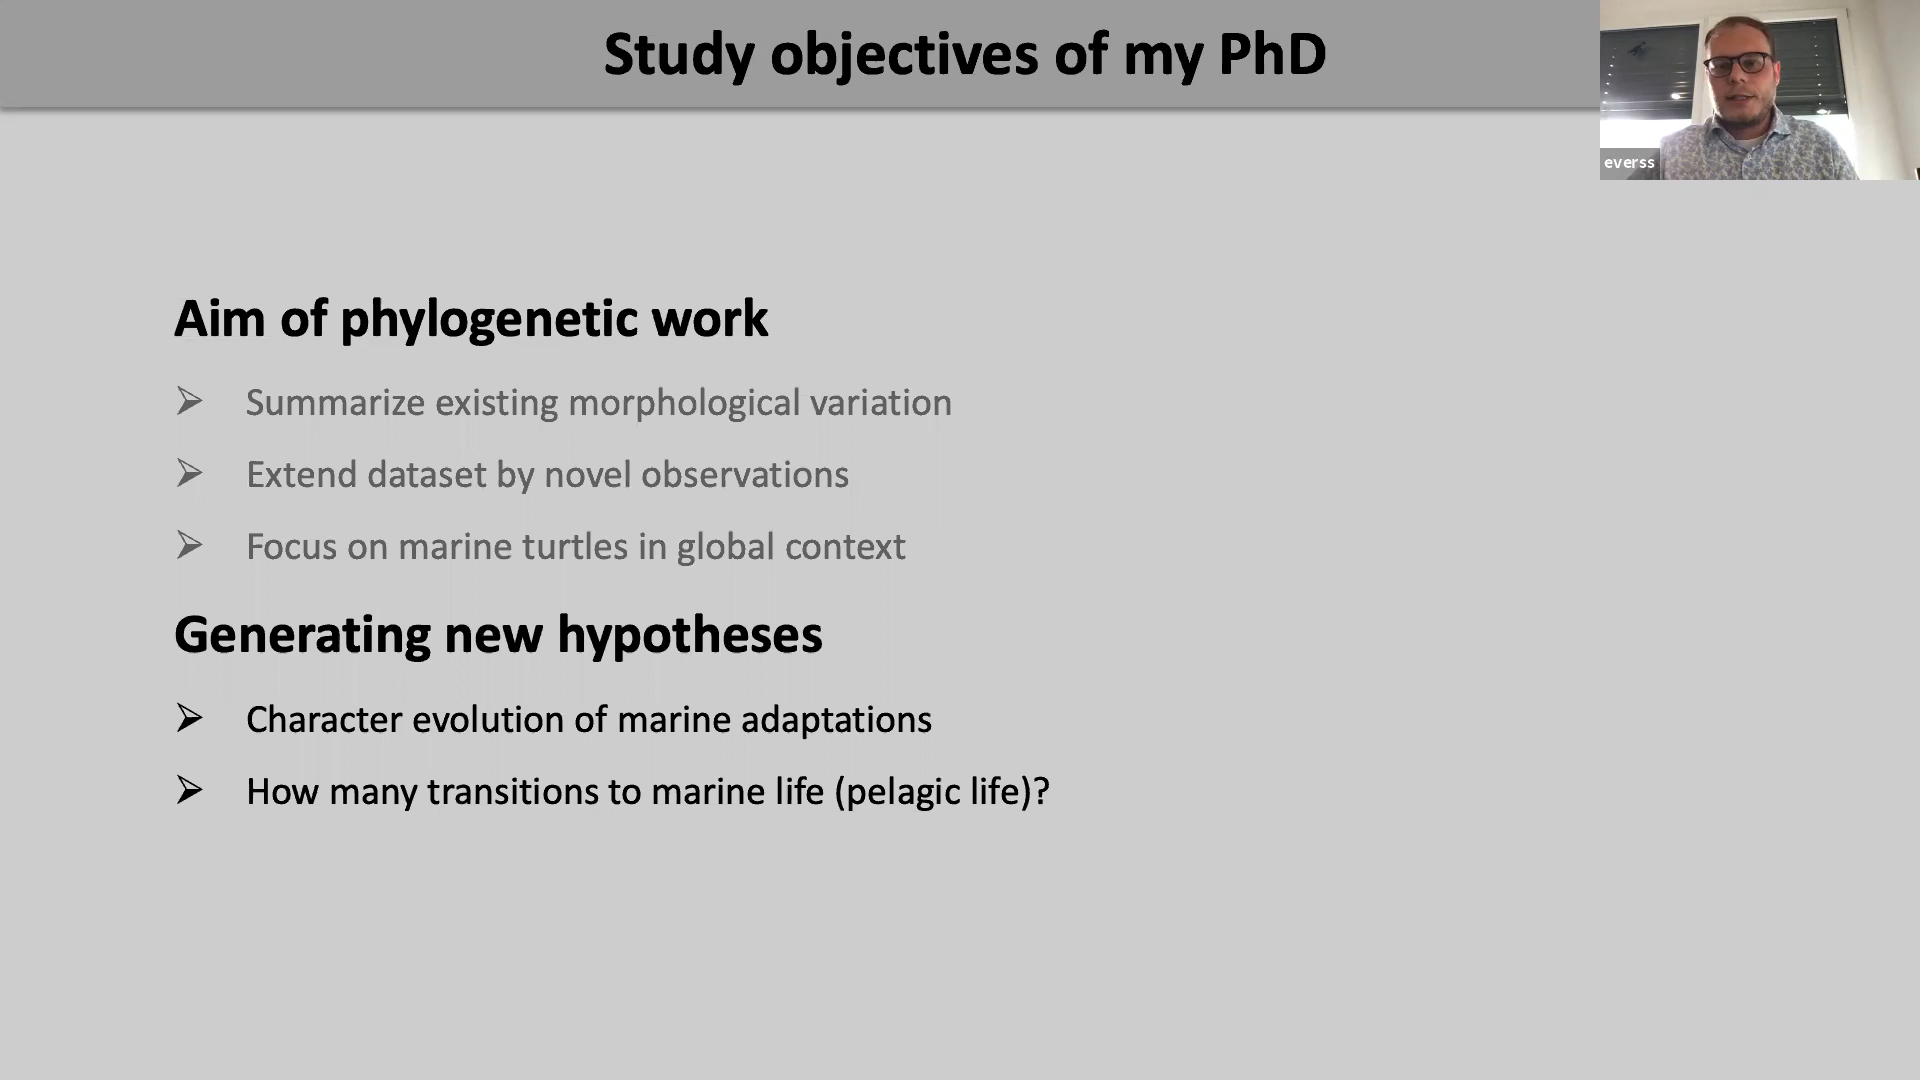 Study objectives of my PhD
everss
Aim of phylogenetic work
➢ Summarize existing morphological variation
➢ Extend dataset by novel observations
➢ Focus on marine turtles in global context
Generating new hypotheses
➢ Character evolution of marine adaptations
➢ How many transitions to marine life (pelagic life)?